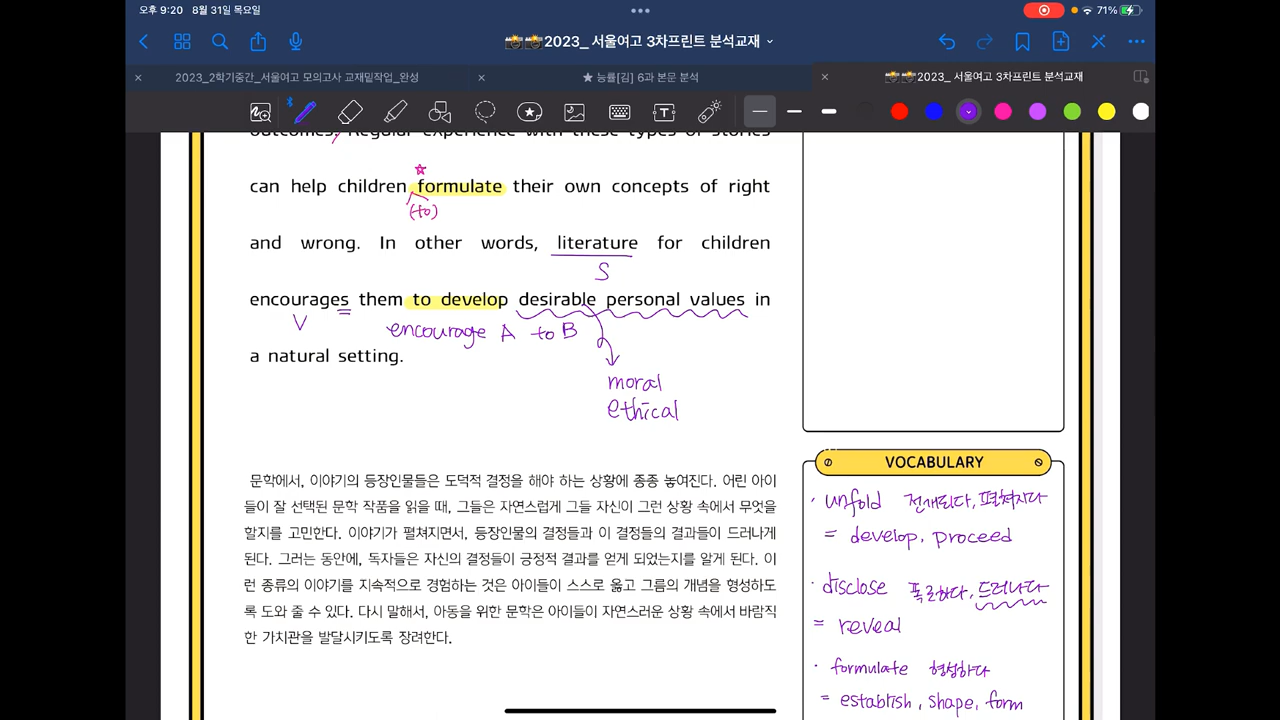 오후 9:20 8월 31일 목요일
71%
2023_ 서울여고 3차프린트 분석교재
2023_2학기중간_서울여고 모의고사 교재밑작업_완성
★ 능률[김] 6과 본문 분석
2023_ 서울여고 3차프린트 분석교재
outcomes. Regular experience with these types of stories
can help children formulate their own concepts of right
(to)
and wrong. In other words, literature for children
S
encourages them to develop desirable personal values in
V
encourage A to B
a natural setting.
moral
ethical
문학에서, 이야기의 등장인물들은 도덕적 결정을 해야 하는 상황에 종종 놓여진다. 어린 아이
들이 잘 선택된 문학 작품을 읽을 때, 그들은 자연스럽게 그들 자신이 그런 상황 속에서 무엇을
할지를 고민한다. 이야기가 펼쳐지면서, 등장인물의 결정들과 이 결정들의 결과들이 드러나게
된다. 그러는 동안에, 독자들은 자신의 결정들이 긍정적 결과를 얻게 되었는지를 알게 된다. 이
런 종류의 이야기를 지속적으로 경험하는 것은 아이들이 스스로 옳고 그름의 개념을 형성하도
록 도와 줄 수 있다. 다시 말해서, 아동을 위한 문학은 아이들이 자연스러운 상황 속에서 바람직
한 가치관을 발달시키도록 장려한다.
VOCABULARY
· unfold 전개된다, 펼쳐지다
= develop, proceed
· disclose 폭로하다, 드러나다
= reveal
· formulate 형성하다
= establish, shape, form